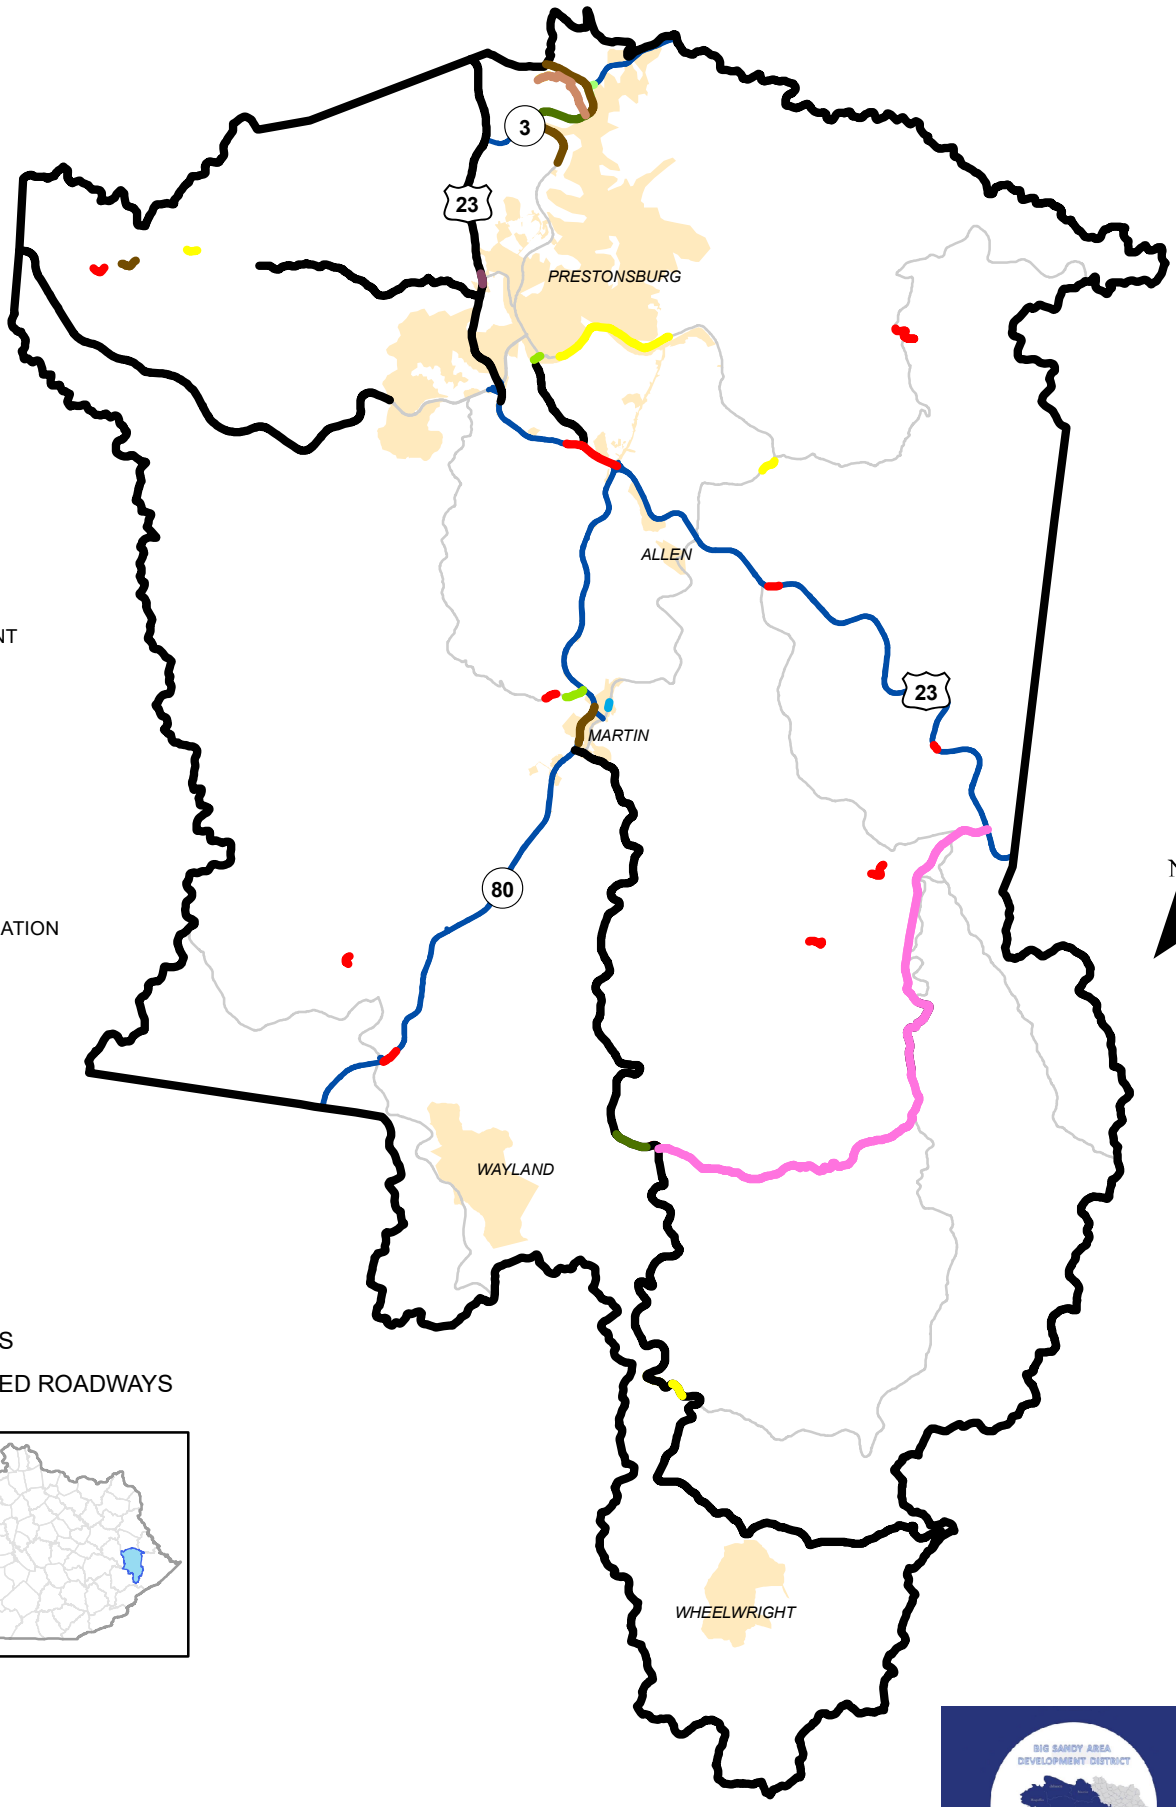 3
23
PRESTONSBURG
ALLEN
NT
23
MARTIN
N
80
ATION
WAYLAND
S
ED ROADWAYS
WHEELWRIGHT
BIG SANDY AREA
DEVELOPMENT DISTRICT